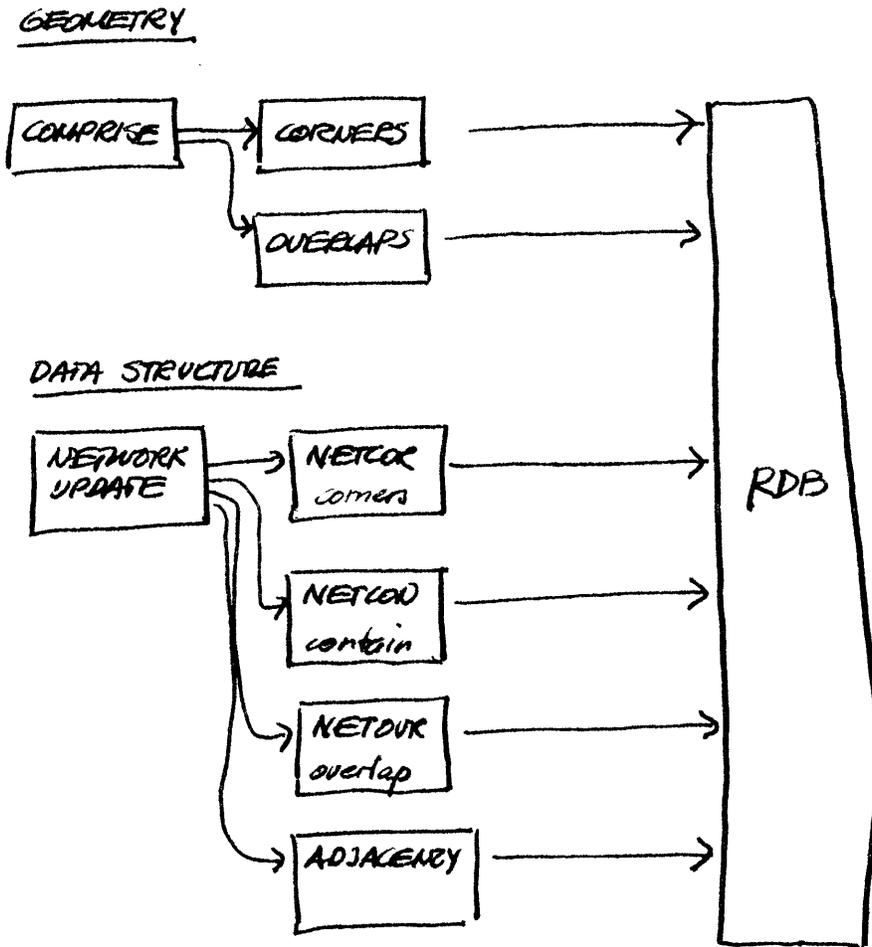 GEOMETRY
COMPRISE
CORNERS
OVERLAPS
DATA STRUCTURE
NETWORK
UPDATE
NETCOR
corners
RDB
NETCON
contain
NETOVR
overlap
ADJACENCY